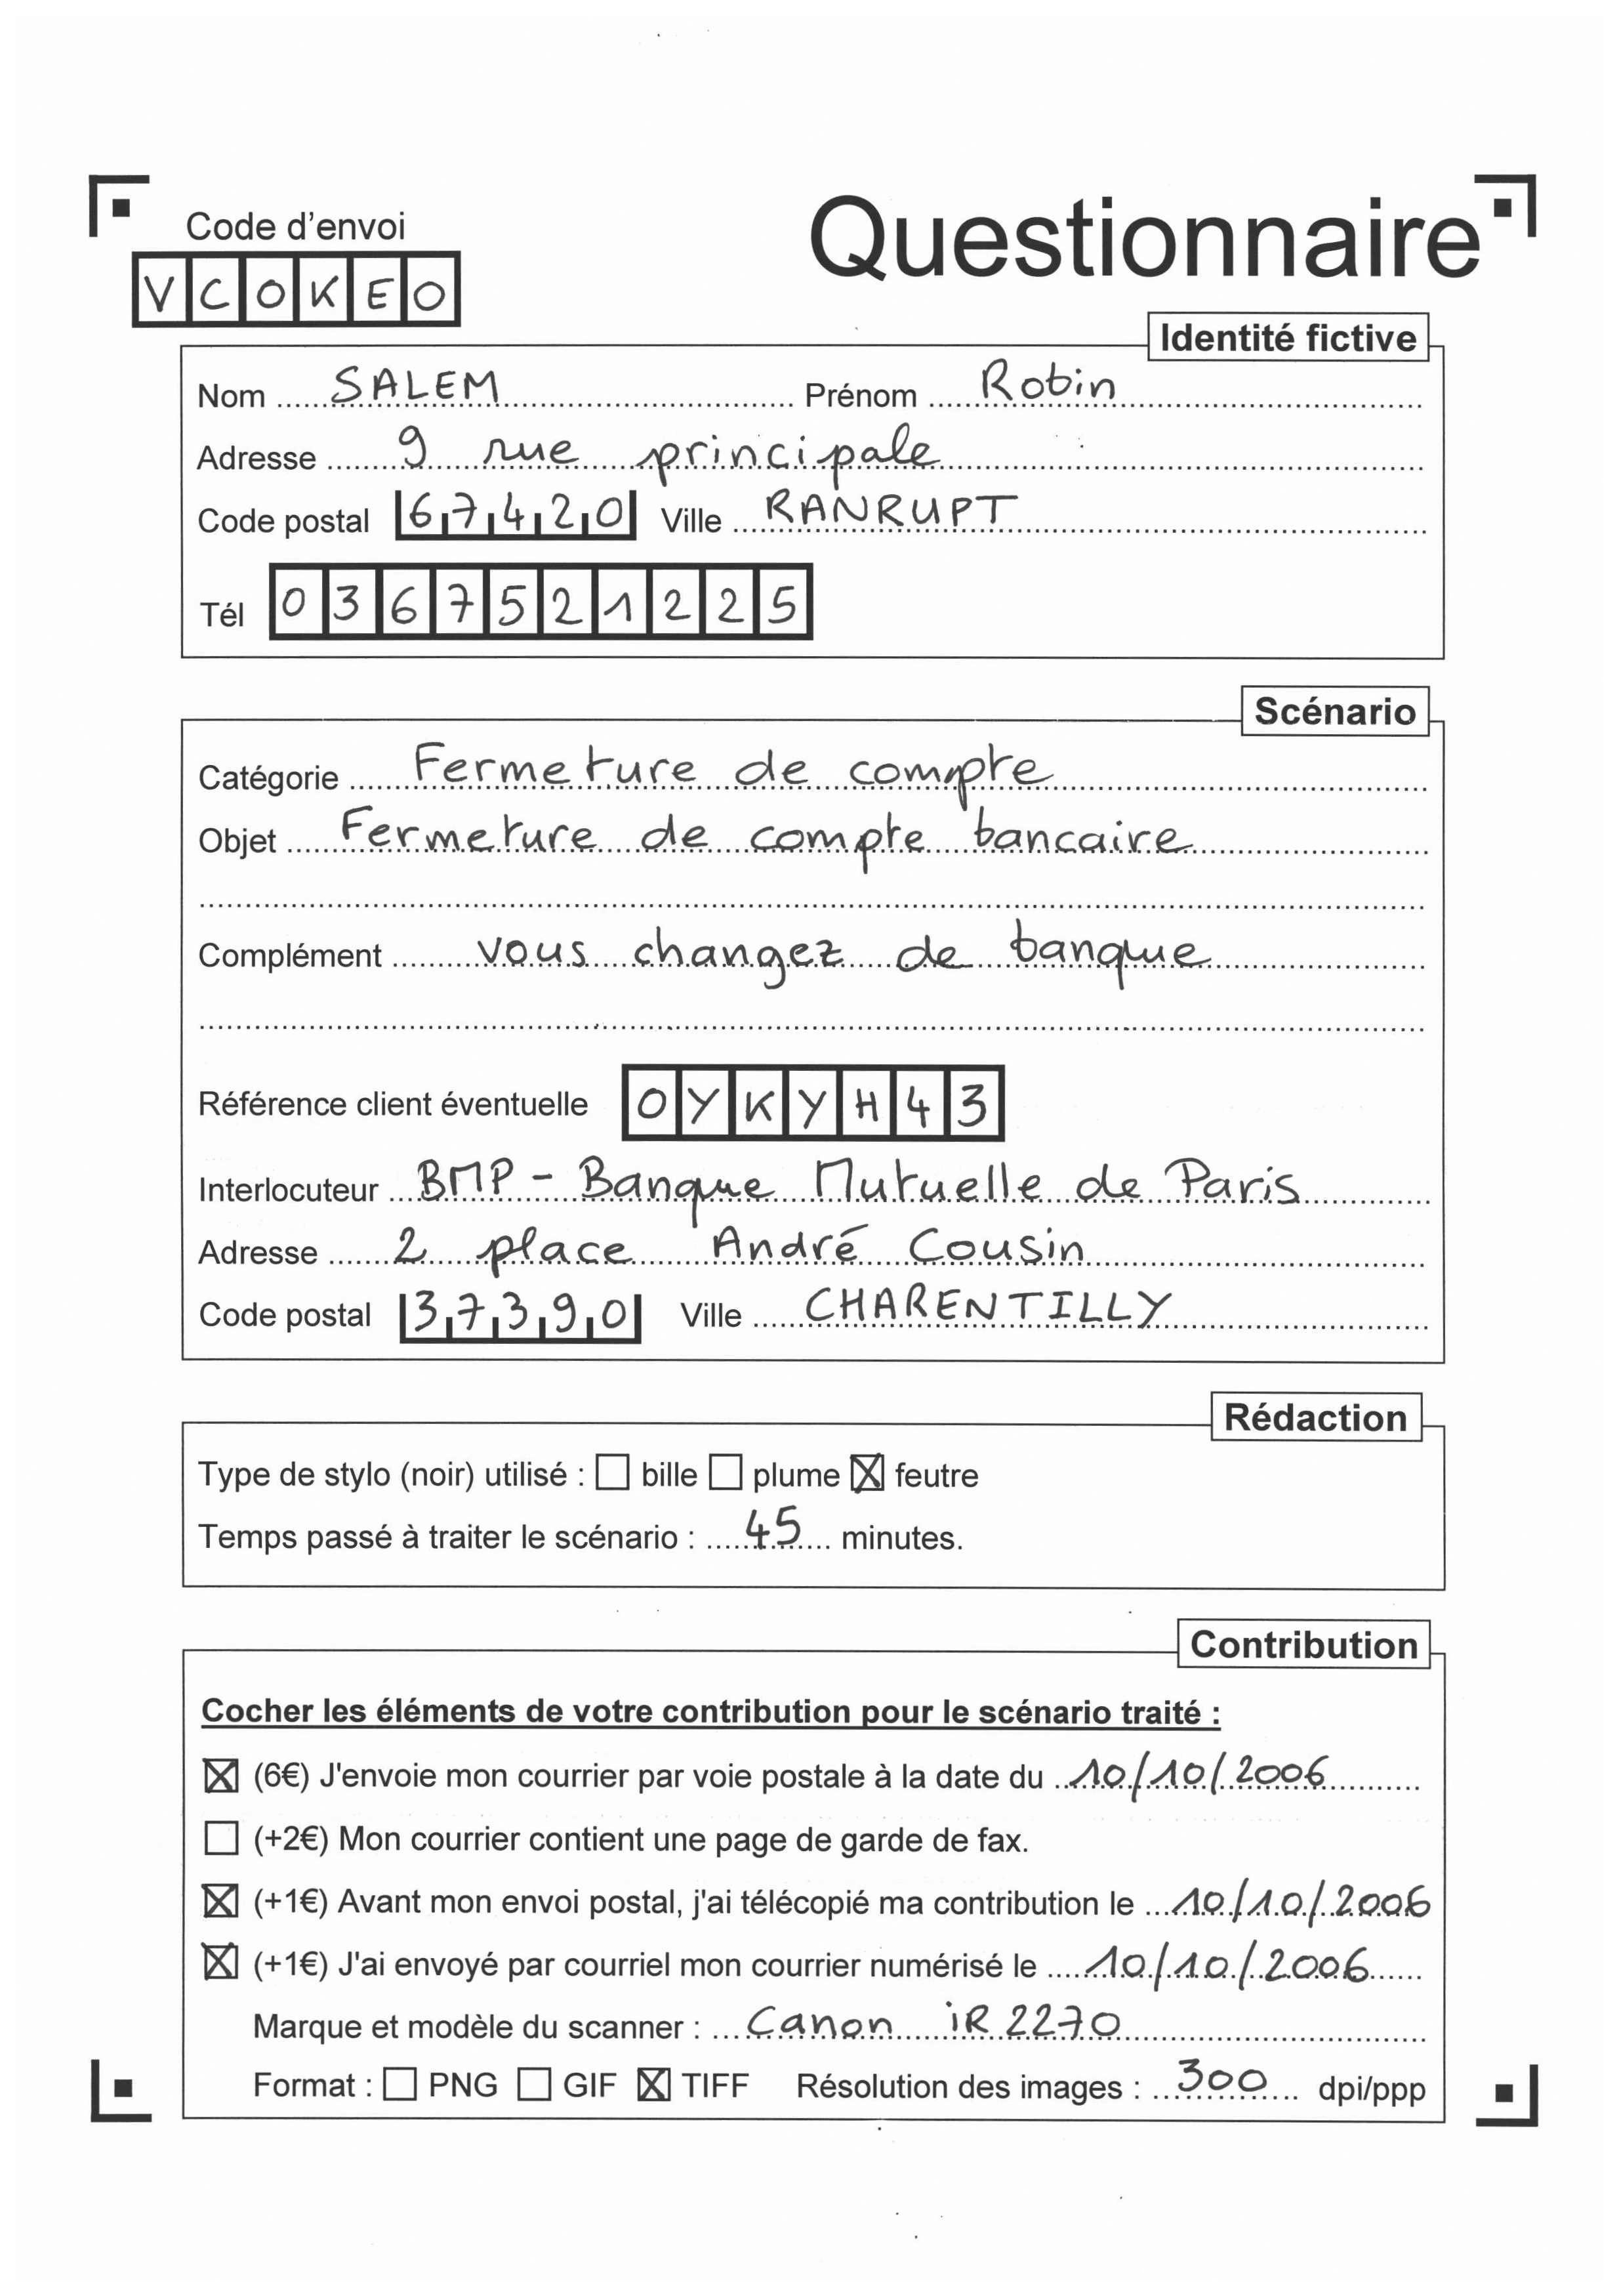 Code d'envoi
Questionnaire
VCOKEO
Identité fictive
Nom SALEM Prénom Robin
Adresse 9 rue principale
Code postal 67420 Ville RANRUPT
Tél 0367521225
Scénario
Catégorie Fermeture de compte
Objet Fermeture de compte bancaire
Complément vous changez de banque
Référence client éventuelle OYKYH43
Interlocuteur BMP - Banque Mutuelle de Paris
Adresse 2 place André Cousin
Code postal 37390 Ville CHARENTILLY
Rédaction
Type de stylo (noir) utilisé : ☐ bille ☐ plume ☒ feutre
Temps passé à traiter le scénario : 45 minutes.
Contribution
Cocher les éléments de votre contribution pour le scénario traité :
☒ (6€) J'envoie mon courrier par voie postale à la date du 10/10/2006
☐ (+2€) Mon courrier contient une page de garde de fax.
☒ (+1€) Avant mon envoi postal, j'ai télécopié ma contribution le 10/10/2006
☒ (+1€) J'ai envoyé par courriel mon courrier numérisé le 10/10/2006
Marque et modèle du scanner : Canon iR 2270
Format : ☐ PNG ☐ GIF ☒ TIFF Résolution des images : 300 dpi/ppp